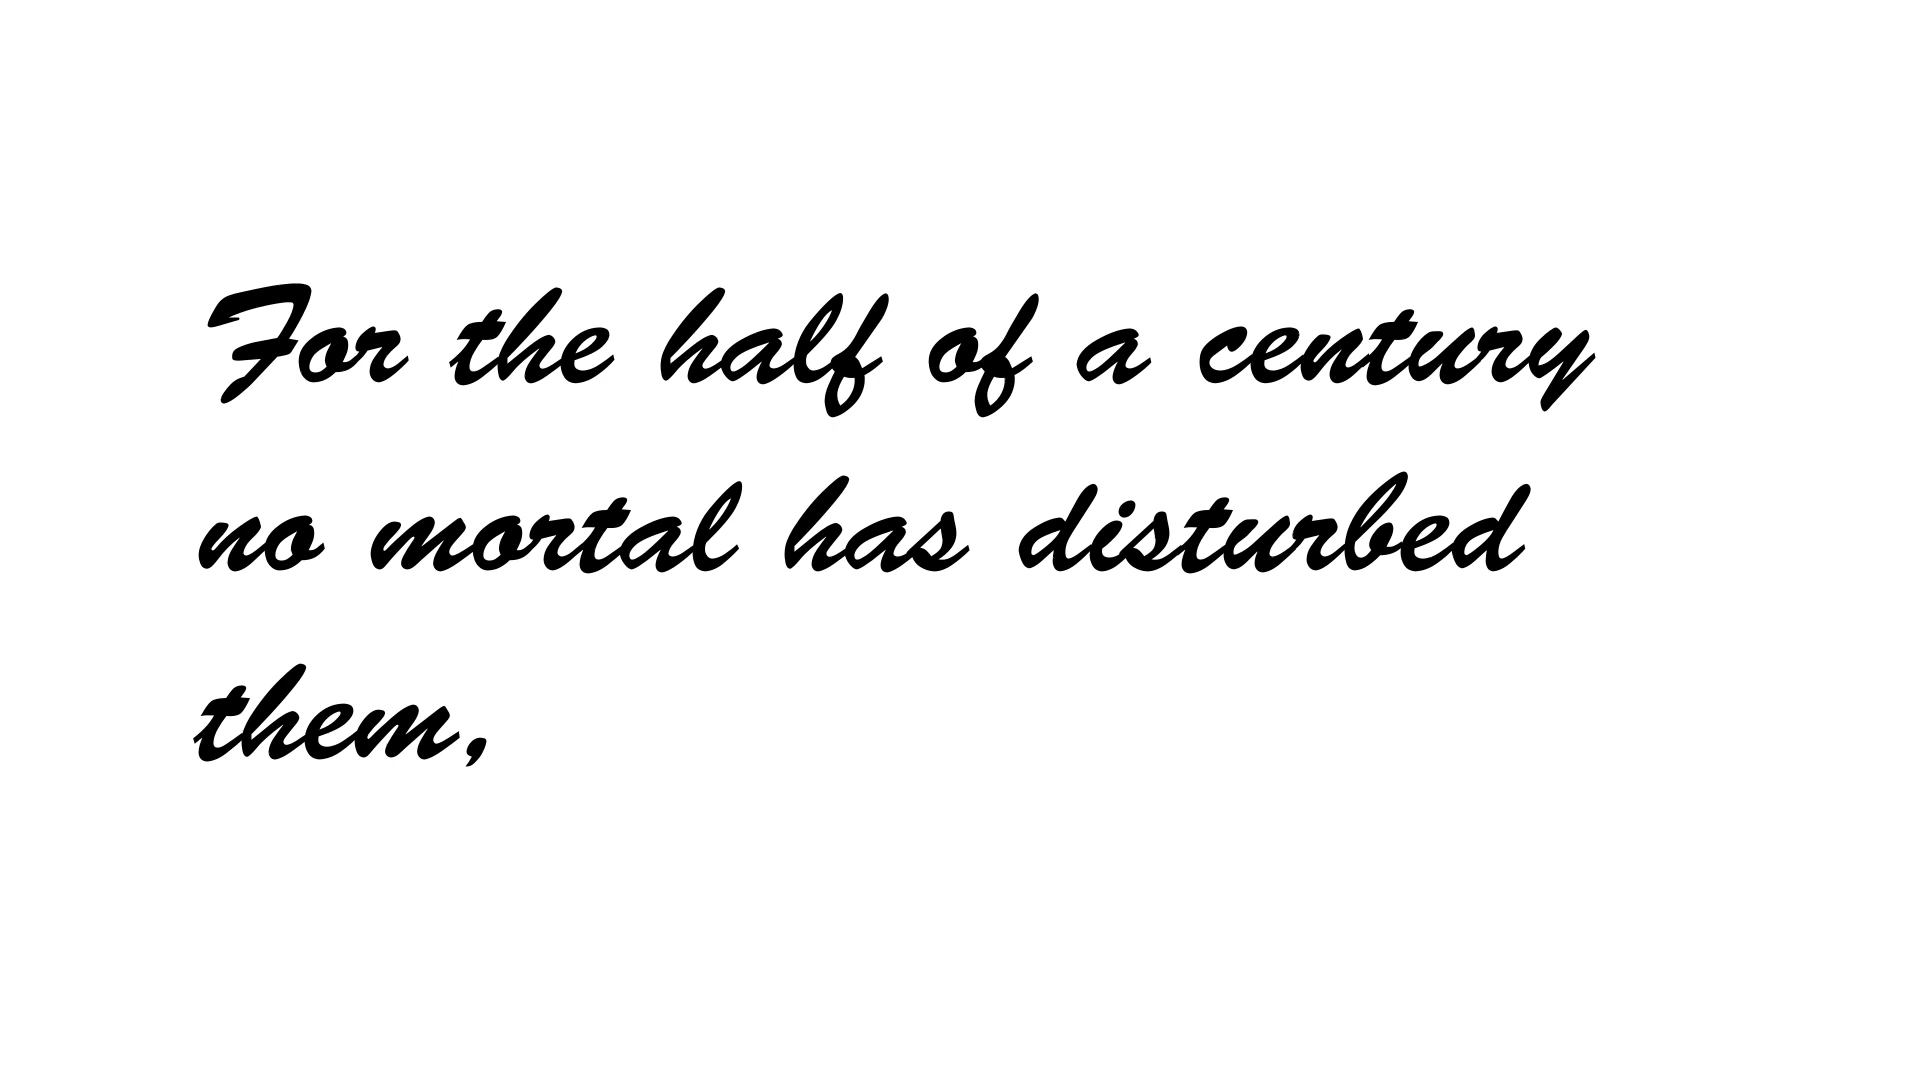 For the half of a century
no mortal has disturbed
them,